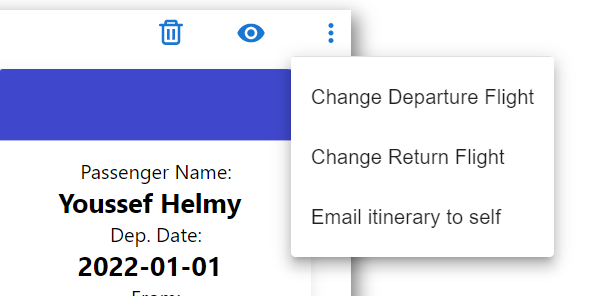 Change Departure Flight
Change Return Flight
Email itinerary to self
Passenger Name:
Youssef Helmy
Dep. Date:
2022-01-01
From: